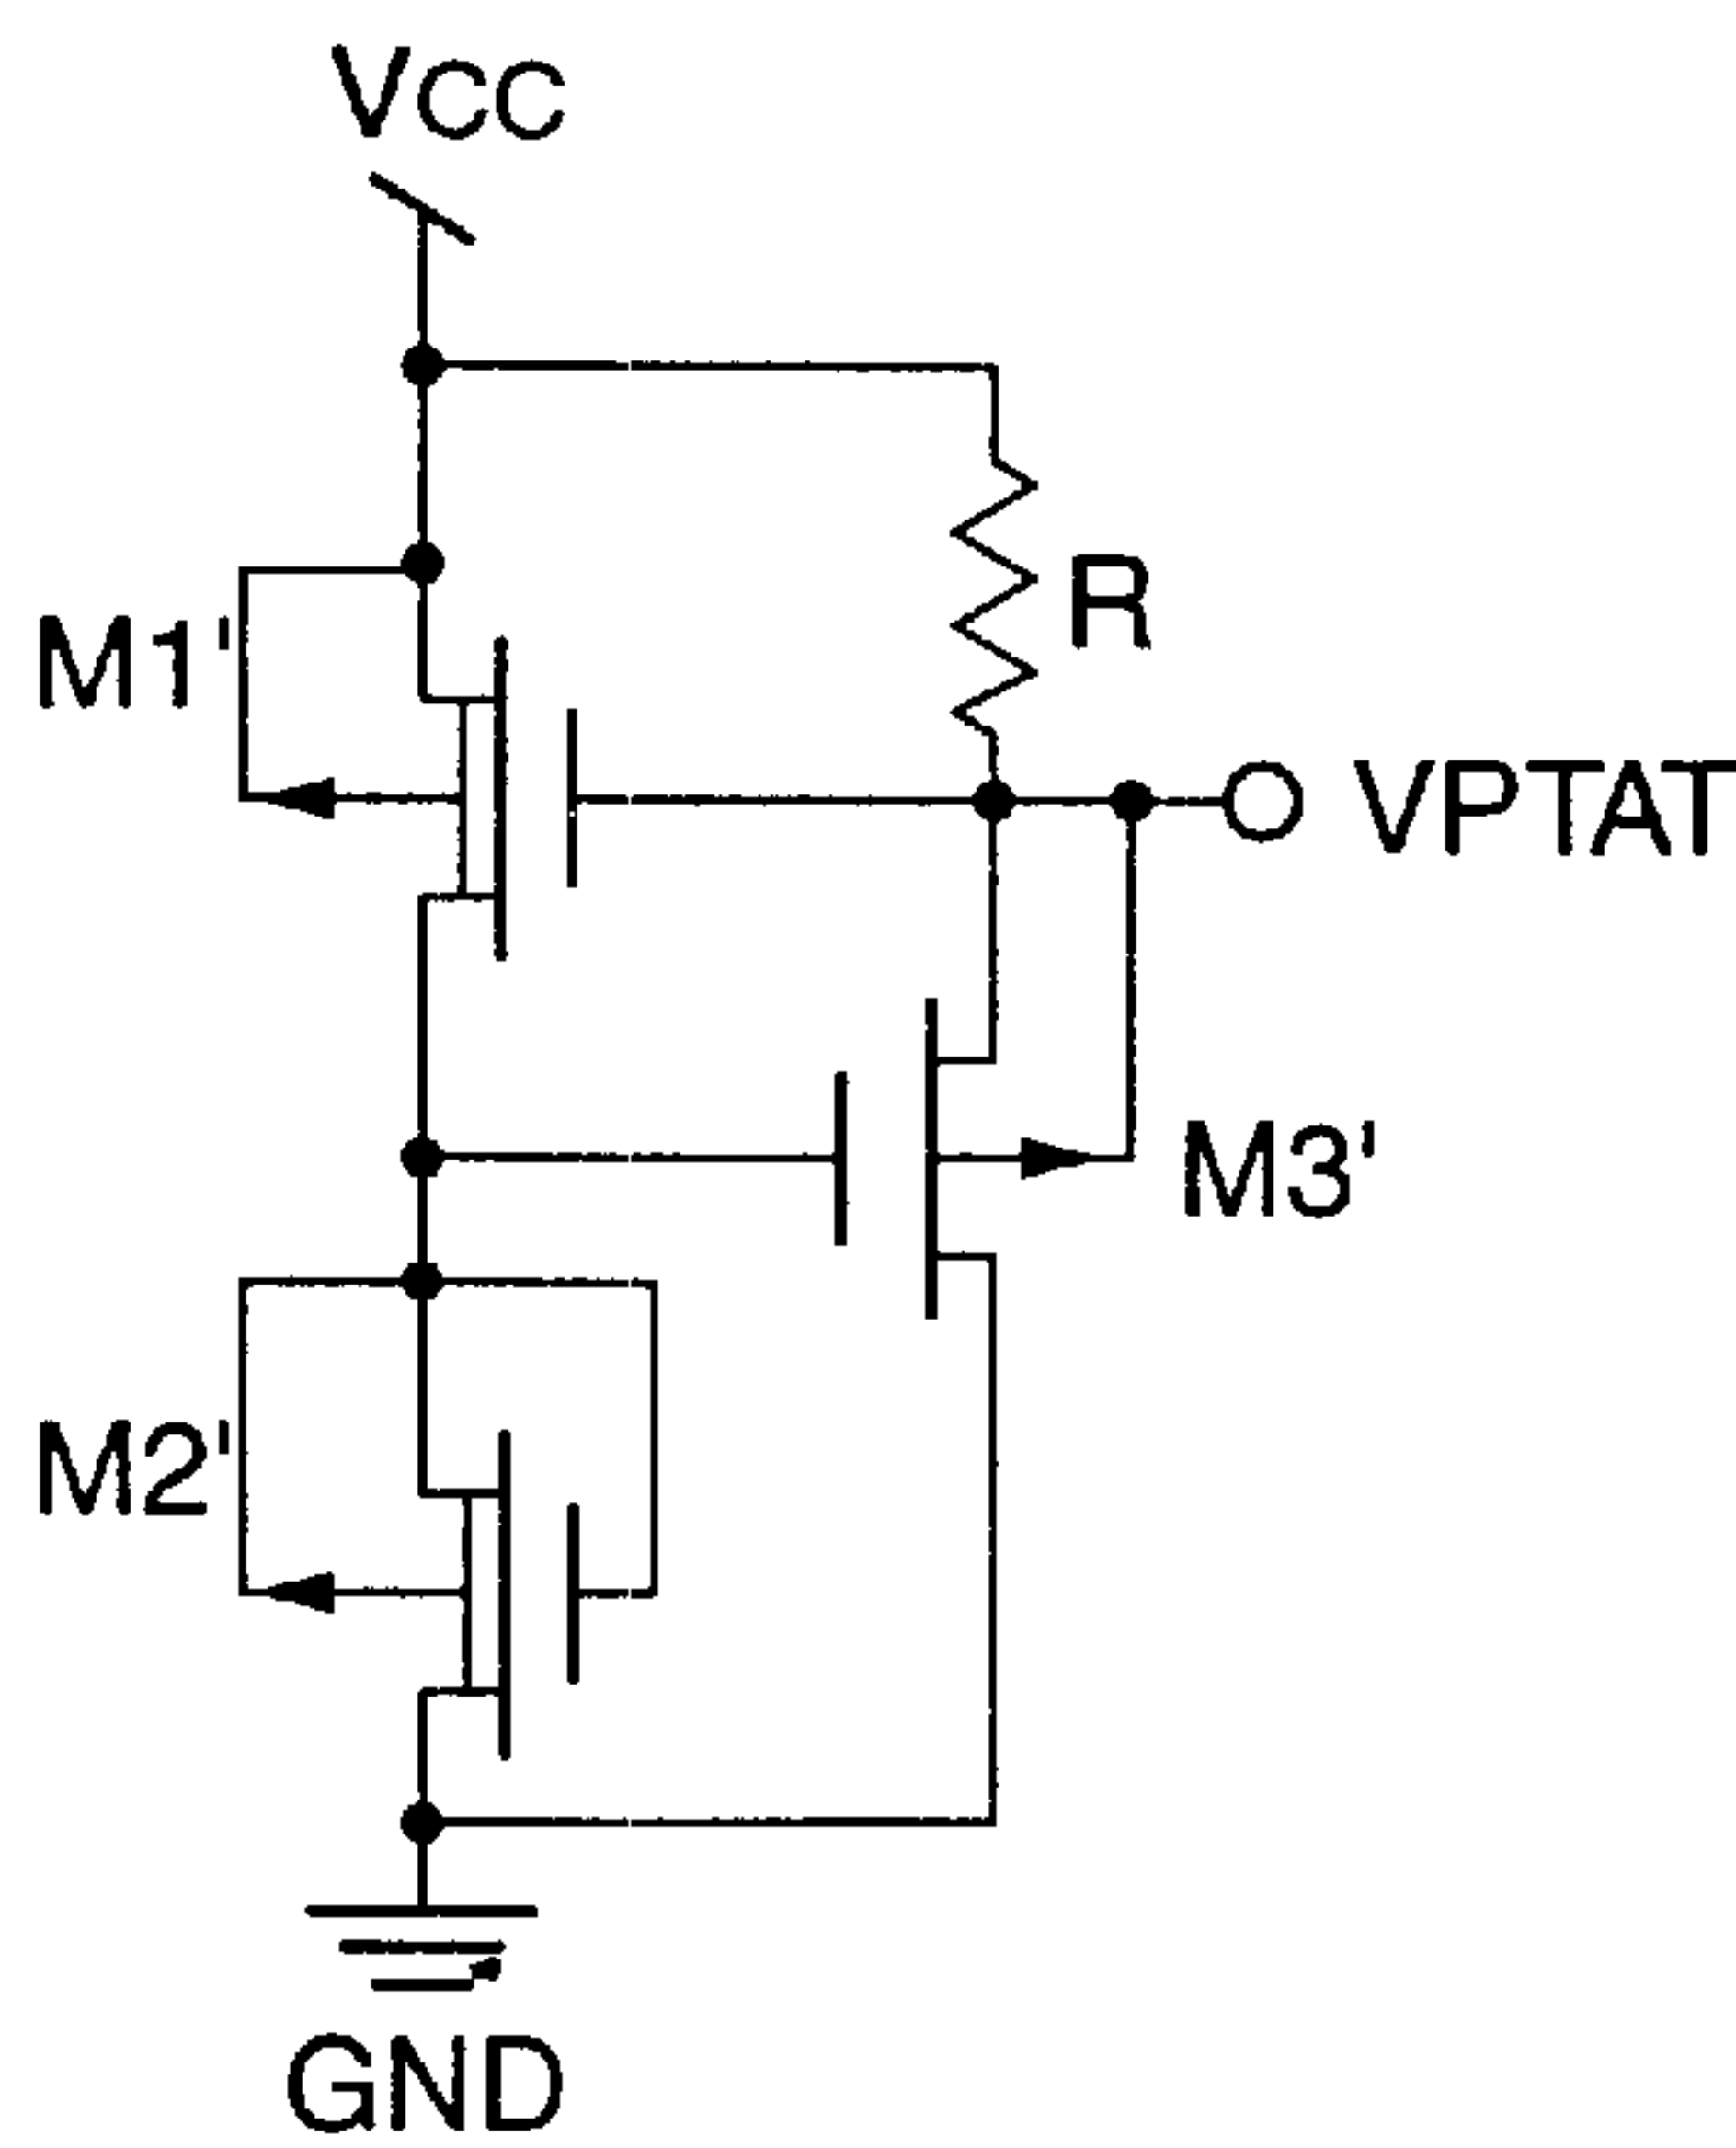 VCC
R
M1'
VPTAT
M3'
M2'
GND